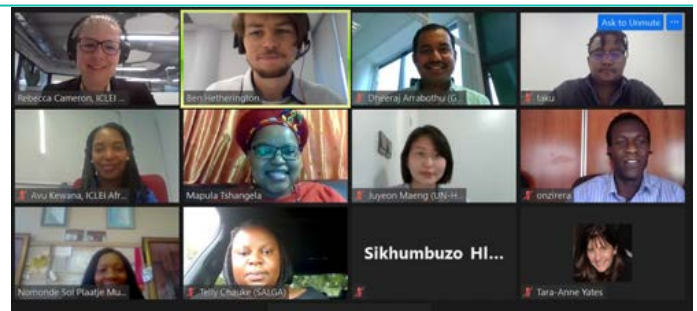 Ask to Unmute
Rebecca Cameron, ICLEI ...
Ben Hetherington
Dheeraj Arrabothu (G...
taku
Avu Kewana, ICLEI Afr...
Mapula Tshangela
Juyeon Maeng (UN-H...
onzirera
Nomonde Sol Plaatje Mu...
Telly Chauke (SALGA)
Sikhumbuzo Hl...
Tara-Anne Yates